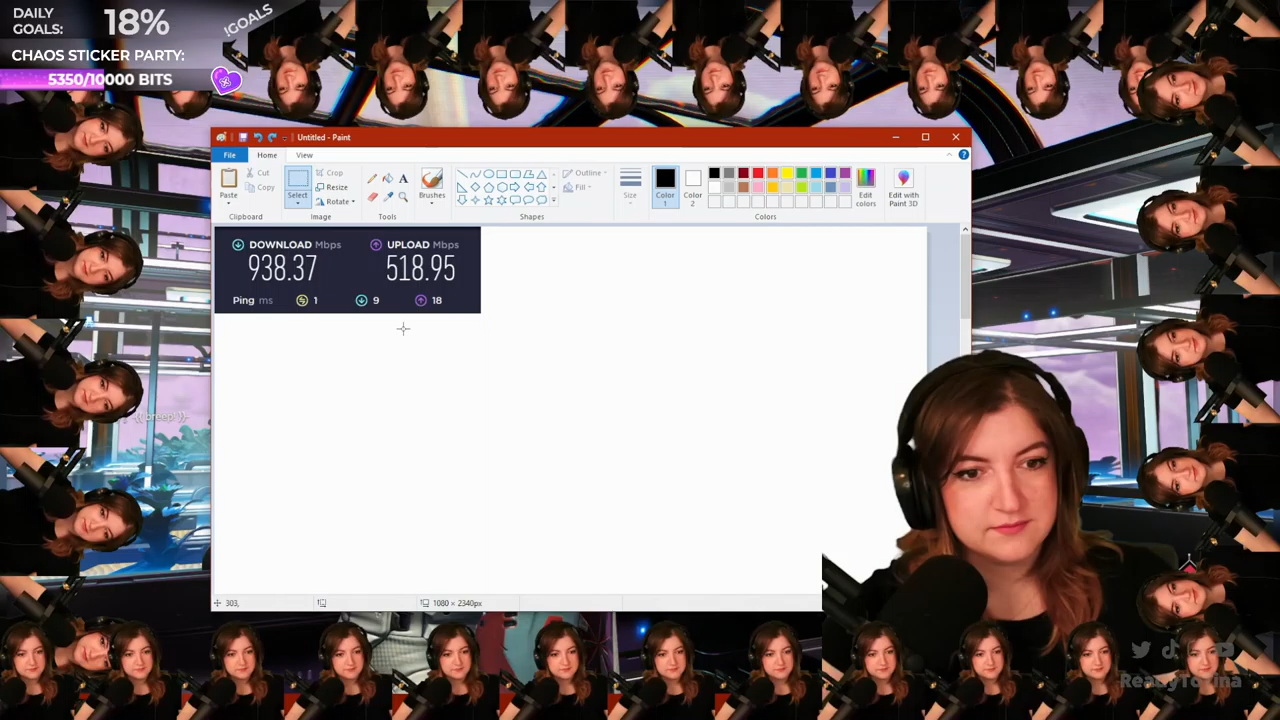 DAILY
GOALS:
18%
!GOALS
CHAOS STICKER PARTY:
5350/10000 BITS
Untitled - Paint
File
Home
View
Paste
Cut
Copy
Clipboard
Select
Crop
Resize
Rotate
Image
Tools
Brushes
Shapes
Outline
Fill
Size
Color
1
Color
2
Edit
colors
Colors
Edit with
Paint 3D
DOWNLOAD Mbps
938.37
UPLOAD Mbps
518.95
Ping ms
1
9
18
303,
1080 × 2340px